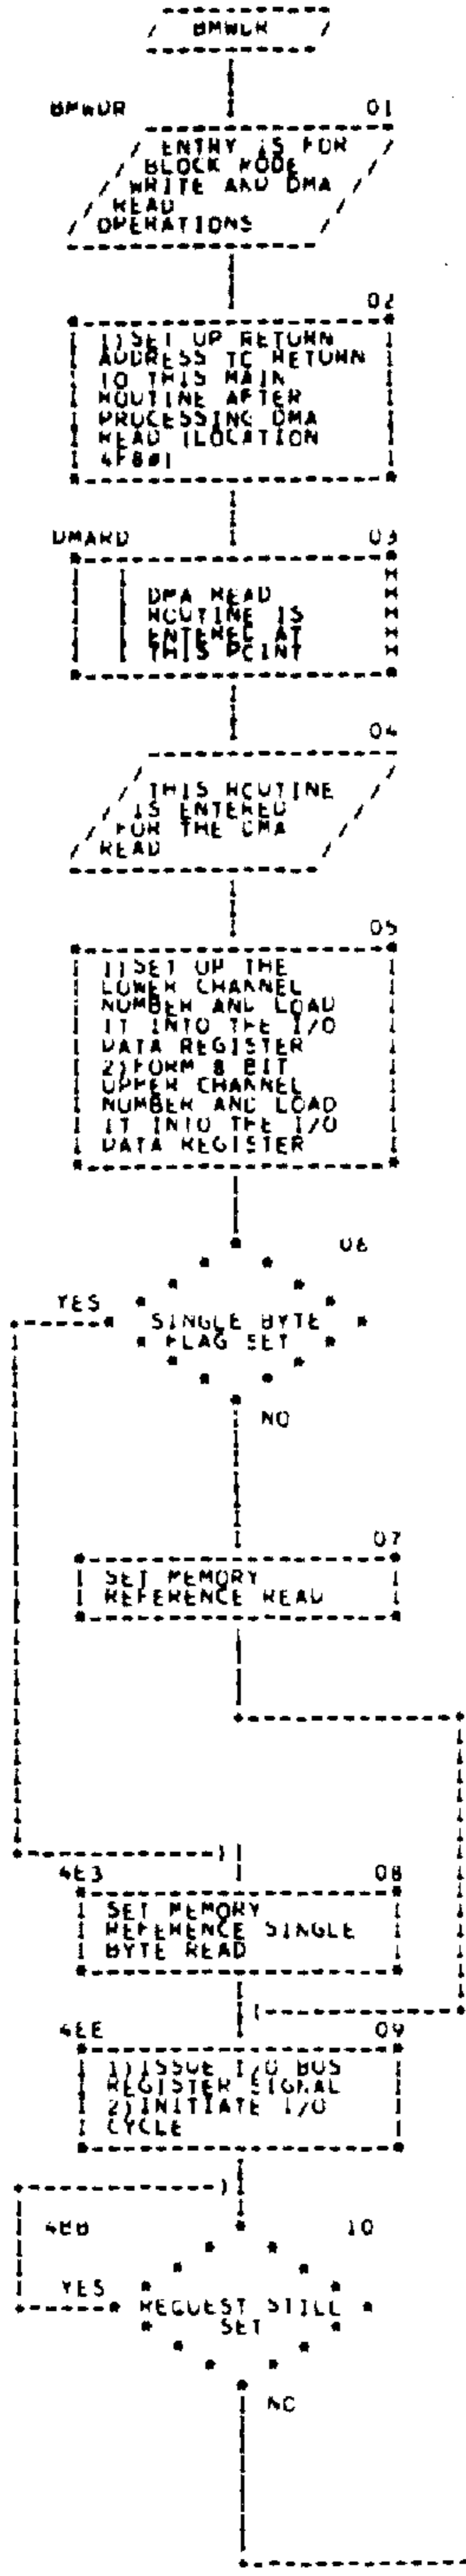 BMWDR
BMWDR 01
ENTRY IS FOR
BLOCK MODE
WRITE AND DMA
READ
OPERATIONS
02
1)SET UP RETURN
ADDRESS TO RETURN
TO THIS MAIN
ROUTINE AFTER
PROCESSING DMA
READ (LOCATION
DMARD 03
DMA READ
ROUTINE IS
ENTERED AT
THIS POINT
04
THIS ROUTINE
IS ENTERED
FOR THE DMA
READ
05
1)SET UP THE
LOWER CHANNEL
NUMBER AND LOAD
IT INTO THE I/O
DATA REGISTER
2)FORM 8 BIT
UPPER CHANNEL
NUMBER AND LOAD
IT INTO THE I/O
DATA REGISTER
06
YES
SINGLE BYTE
FLAG SET
NO
07
SET MEMORY
REFERENCE READ
4E3 08
SET MEMORY
REFERENCE SINGLE
BYTE READ
4EE 09
1)ISSUE I/O BUS
REGISTER SIGNAL
2)INITIATE I/O
CYCLE
4BB 10
YES
REQUEST STILL
SET
NO